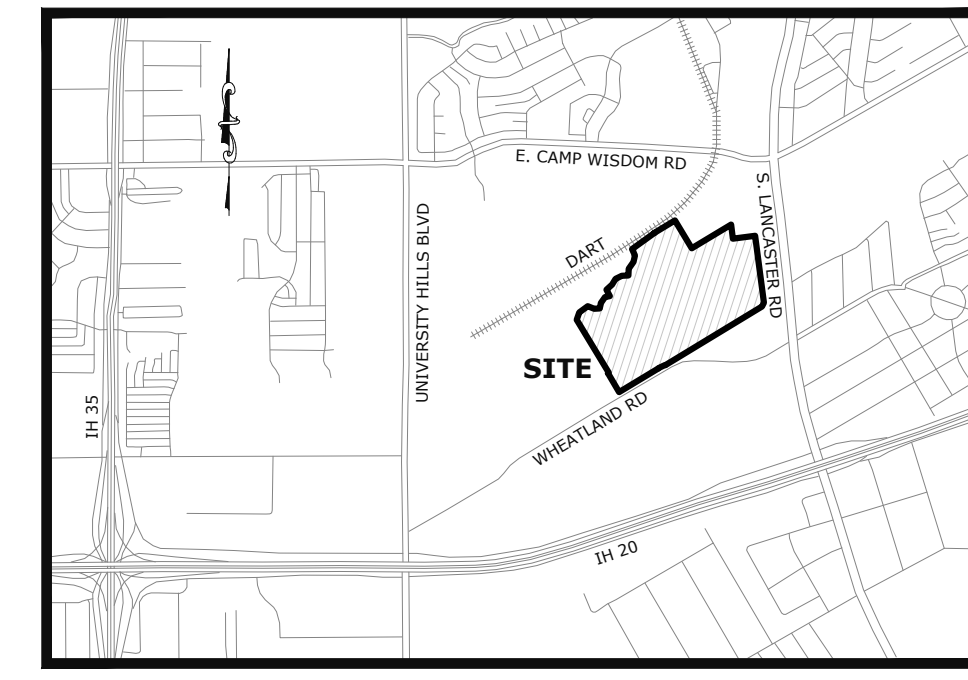 E. CAMP WISDOM RD
S. LANCASTER RD
UNIVERSITY HILLS BLVD
DART
SITE
IH 35
WHEATLAND RD
IH 20